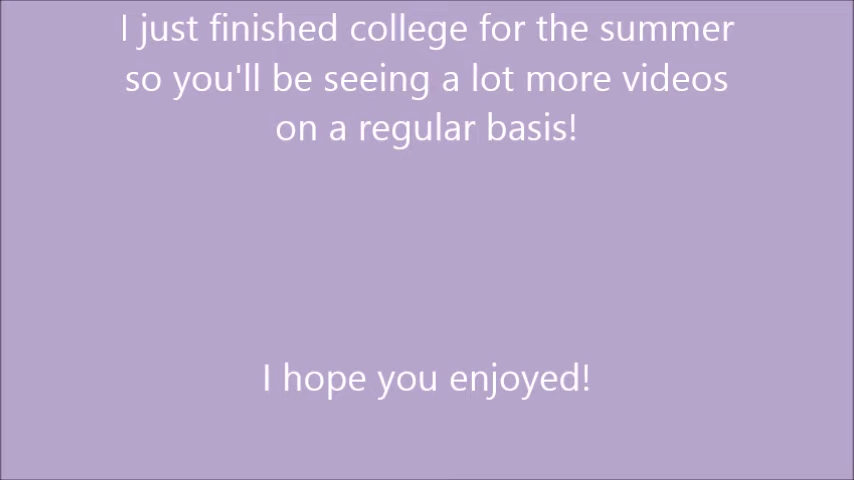 I just finished college for the summer
so you'll be seeing a lot more videos
on a regular basis!
I hope you enjoyed!